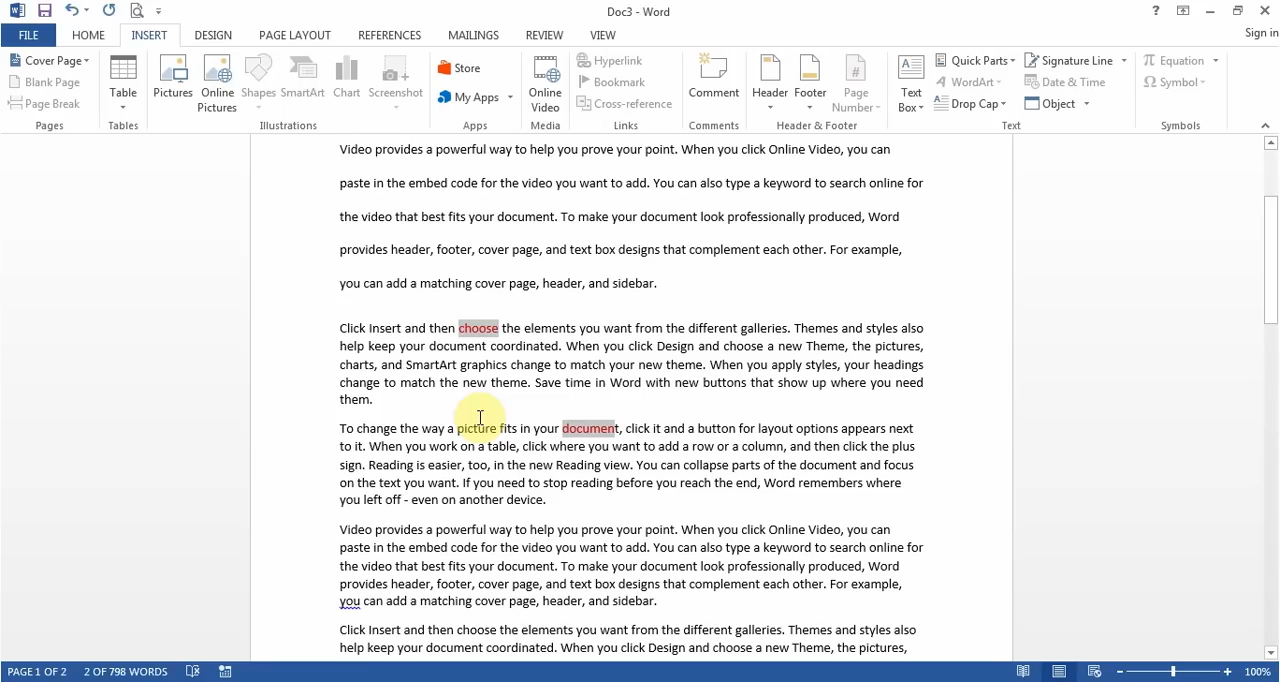 Doc3 - Word
?
FILE HOME INSERT DESIGN PAGE LAYOUT REFERENCES MAILINGS REVIEW VIEW Sign in
Cover Page
Blank Page
Page Break
Pages
Table
Tables
Pictures
Online Pictures
Shapes
SmartArt
Chart
Screenshot
Illustrations
Store
My Apps
Apps
Online Video
Media
Hyperlink
Bookmark
Cross-reference
Links
Comment
Comments
Header
Footer
Page Number
Header & Footer
Text Box
Quick Parts
WordArt
Drop Cap
Signature Line
Date & Time
Object
Text
Equation
Symbol
Symbols
Video provides a powerful way to help you prove your point. When you click Online Video, you can
paste in the embed code for the video you want to add. You can also type a keyword to search online for
the video that best fits your document. To make your document look professionally produced, Word
provides header, footer, cover page, and text box designs that complement each other. For example,
you can add a matching cover page, header, and sidebar.
Click Insert and then choose the elements you want from the different galleries. Themes and styles also
help keep your document coordinated. When you click Design and choose a new Theme, the pictures,
charts, and SmartArt graphics change to match your new theme. When you apply styles, your headings
change to match the new theme. Save time in Word with new buttons that show up where you need
them.
To change the way a picture fits in your document, click it and a button for layout options appears next
to it. When you work on a table, click where you want to add a row or a column, and then click the plus
sign. Reading is easier, too, in the new Reading view. You can collapse parts of the document and focus
on the text you want. If you need to stop reading before you reach the end, Word remembers where
you left off - even on another device.
Video provides a powerful way to help you prove your point. When you click Online Video, you can
paste in the embed code for the video you want to add. You can also type a keyword to search online for
the video that best fits your document. To make your document look professionally produced, Word
provides header, footer, cover page, and text box designs that complement each other. For example,
you can add a matching cover page, header, and sidebar.
Click Insert and then choose the elements you want from the different galleries. Themes and styles also
help keep your document coordinated. When you click Design and choose a new Theme, the pictures,
PAGE 1 OF 2 2 OF 798 WORDS 100%